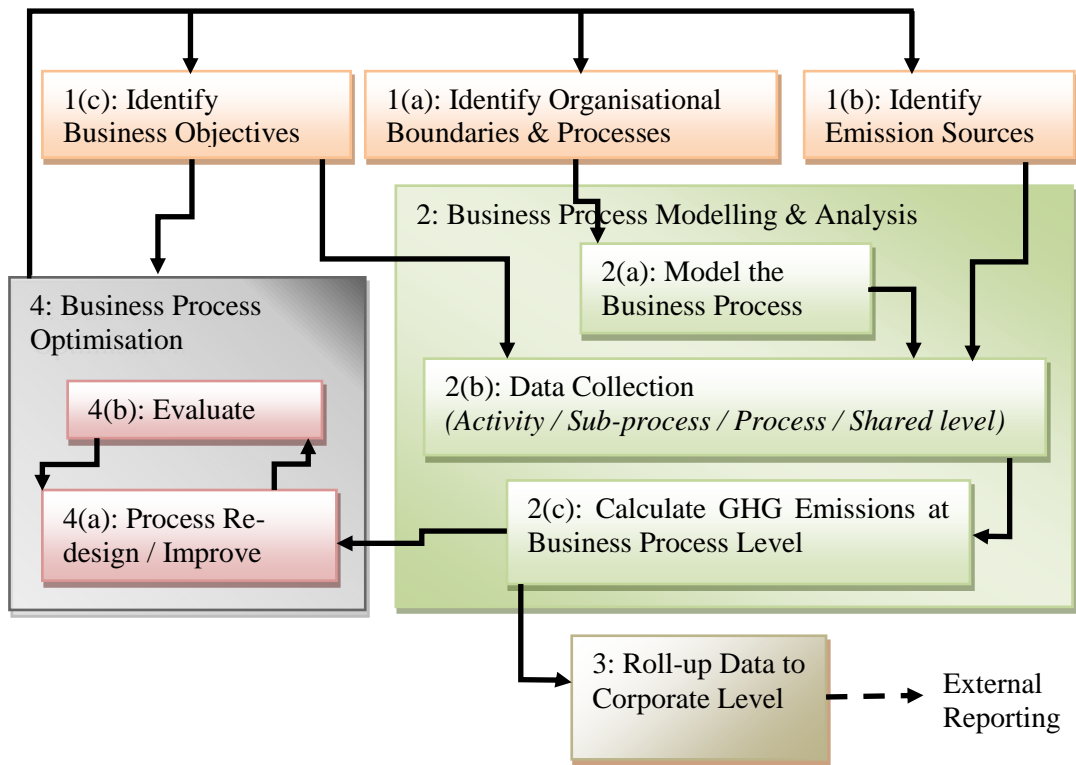 1(c): Identify
Business Objectives
1(a): Identify Organisational
Boundaries & Processes
1(b): Identify
Emission Sources
2: Business Process Modelling & Analysis
2(a): Model the
Business Process
4: Business Process
Optimisation
2(b): Data Collection
(Activity / Sub-process / Process / Shared level)
4(b): Evaluate
4(a): Process Re-
design / Improve
2(c): Calculate GHG Emissions at
Business Process Level
3: Roll-up Data to
Corporate Level
External
Reporting